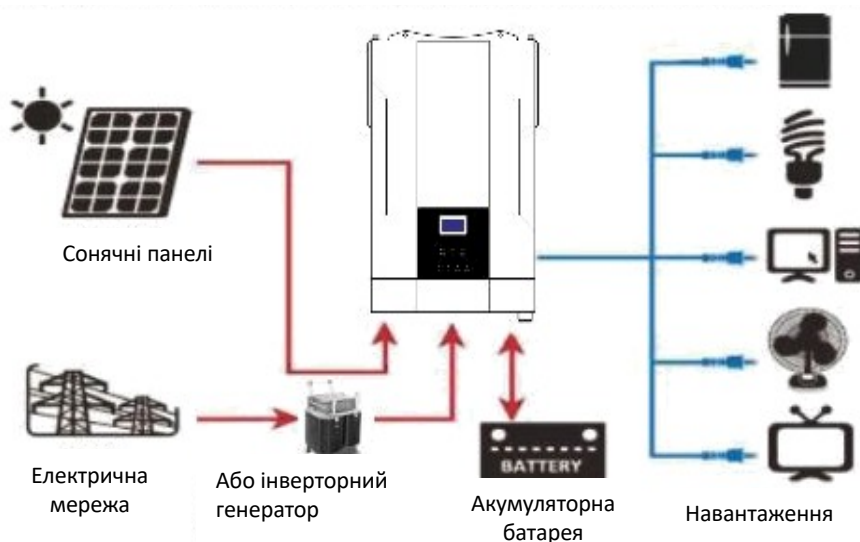 Сонячні панелі
Електрична
мережа
Або інверторний
генератор
BATTERY
Акумуляторна
батарея
Навантаження